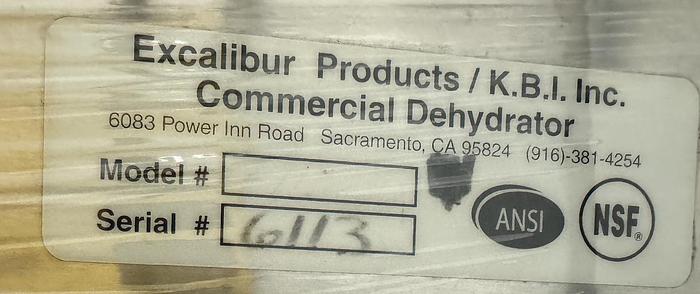 Excalibur Products / K.B.I. Inc.
Commercial Dehydrator
6083 Power Inn Road Sacramento, CA 95824 (916)-381-4254
Model #
Serial # 6113
ANSI
NSF®